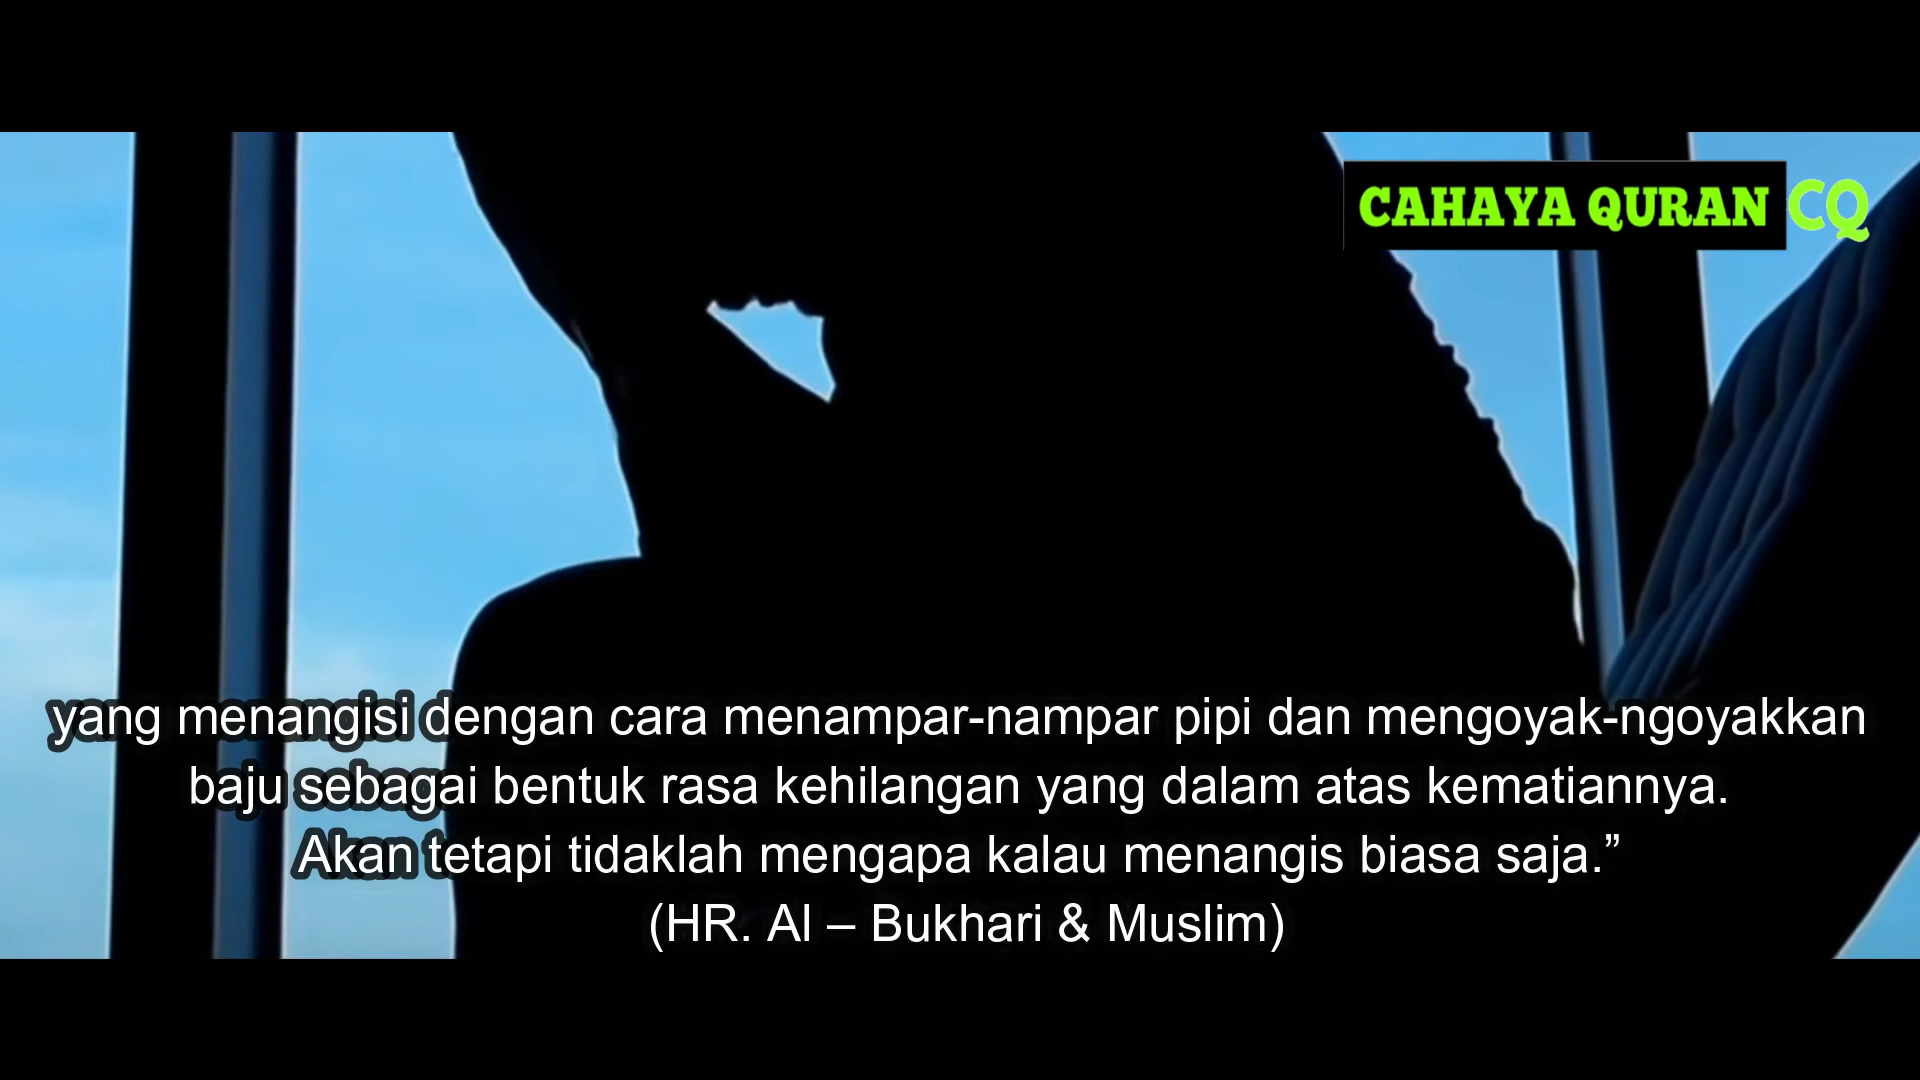 CAHAYA QURAN CQ
yang menangisi dengan cara menampar-nampar pipi dan mengoyak-ngoyakkan
baju sebagai bentuk rasa kehilangan yang dalam atas kematiannya.
Akan tetapi tidaklah mengapa kalau menangis biasa saja.”
(HR. Al – Bukhari & Muslim)